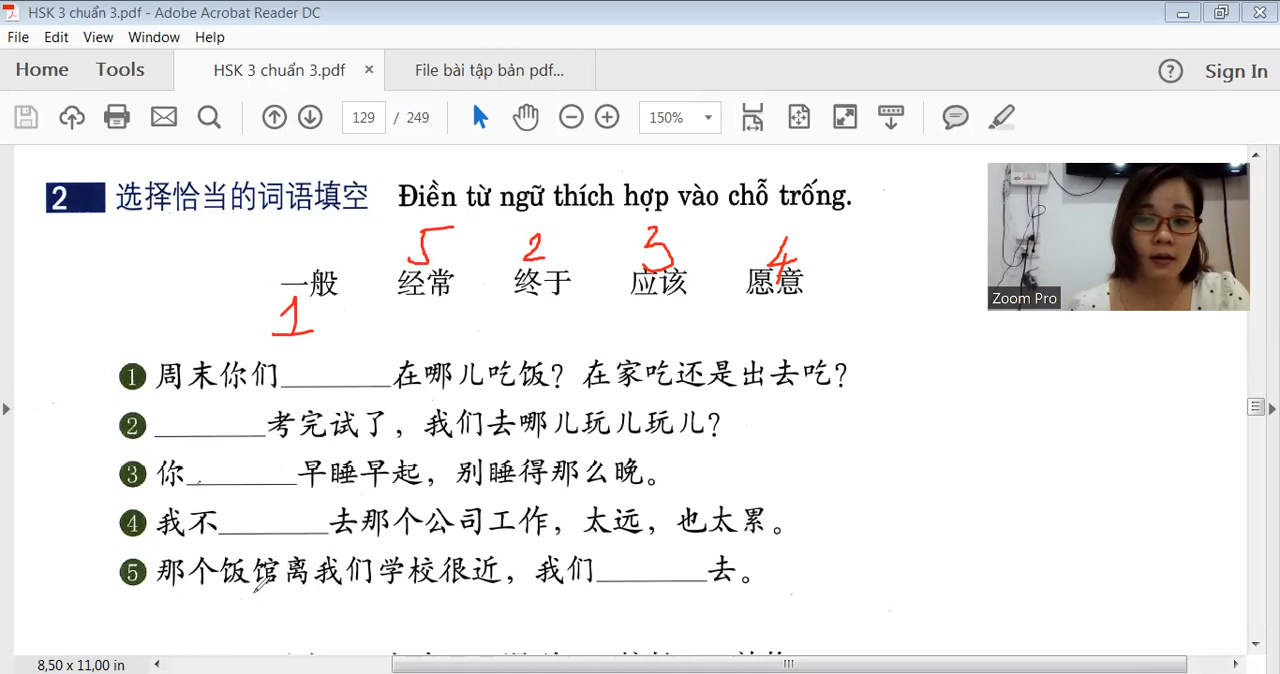 HSK 3 chuẩn 3.pdf - Adobe Acrobat Reader DC
File Edit View Window Help
Home Tools HSK 3 chuẩn 3.pdf × File bài tập bản pdf... Sign In
129 / 249 150%
2 选择恰当的词语填空 Điền từ ngữ thích hợp vào chỗ trống.
5 2 3 4
一般 经常 终于 应该 愿意
1
Zoom Pro
1 周末你们________在哪儿吃饭？在家吃还是出去吃？
2 ________考完试了，我们去哪儿玩儿玩儿？
3 你________早睡早起，别睡得那么晚。
4 我不________去那个公司工作，太远，也太累。
5 那个饭馆离我们学校很近，我们________去。
8,50 x 11,00 in